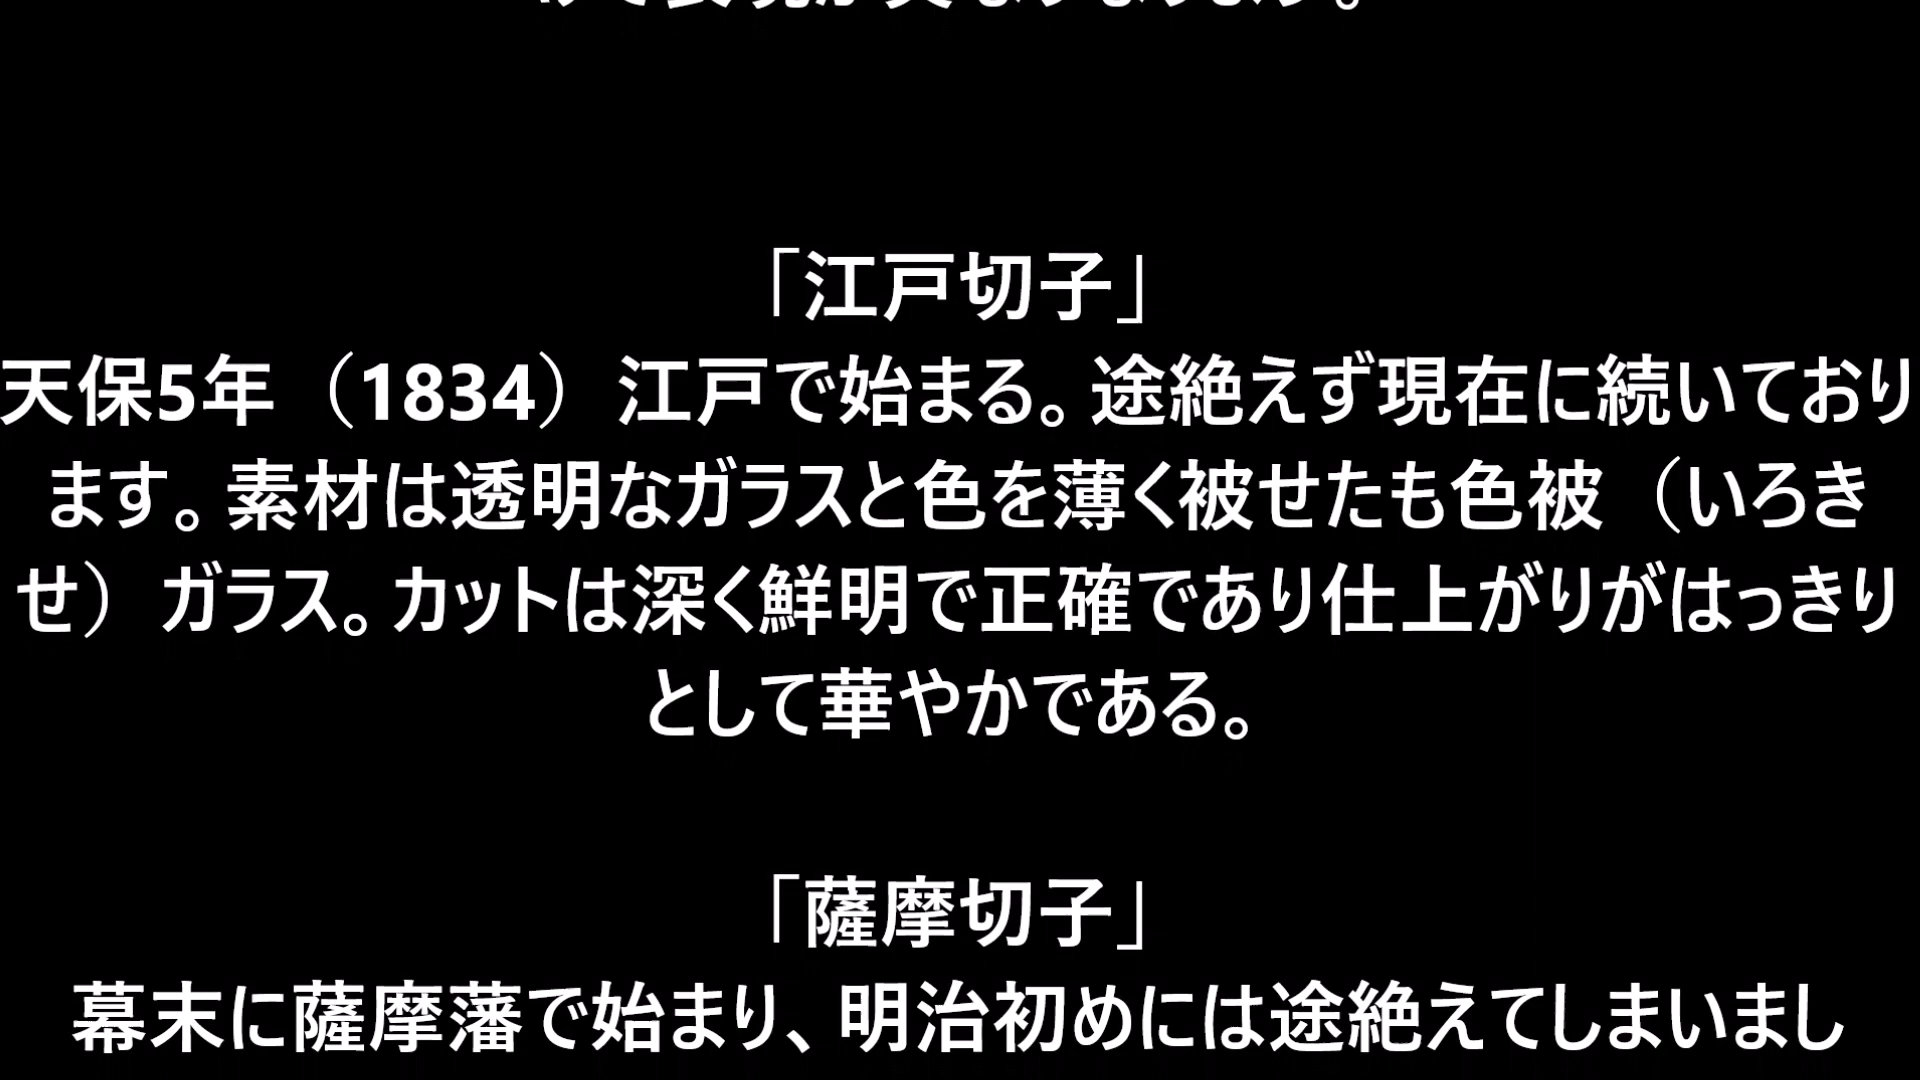 「江戸切子」
天保5年（1834）江戸で始まる。途絶えず現在に続いており
ます。素材は透明なガラスと色を薄く被せたも色被（いろき
せ）ガラス。カットは深く鮮明で正確であり仕上がりがはっきり
として華やかである。
「薩摩切子」
幕末に薩摩藩で始まり、明治初めには途絶えてしまいまし